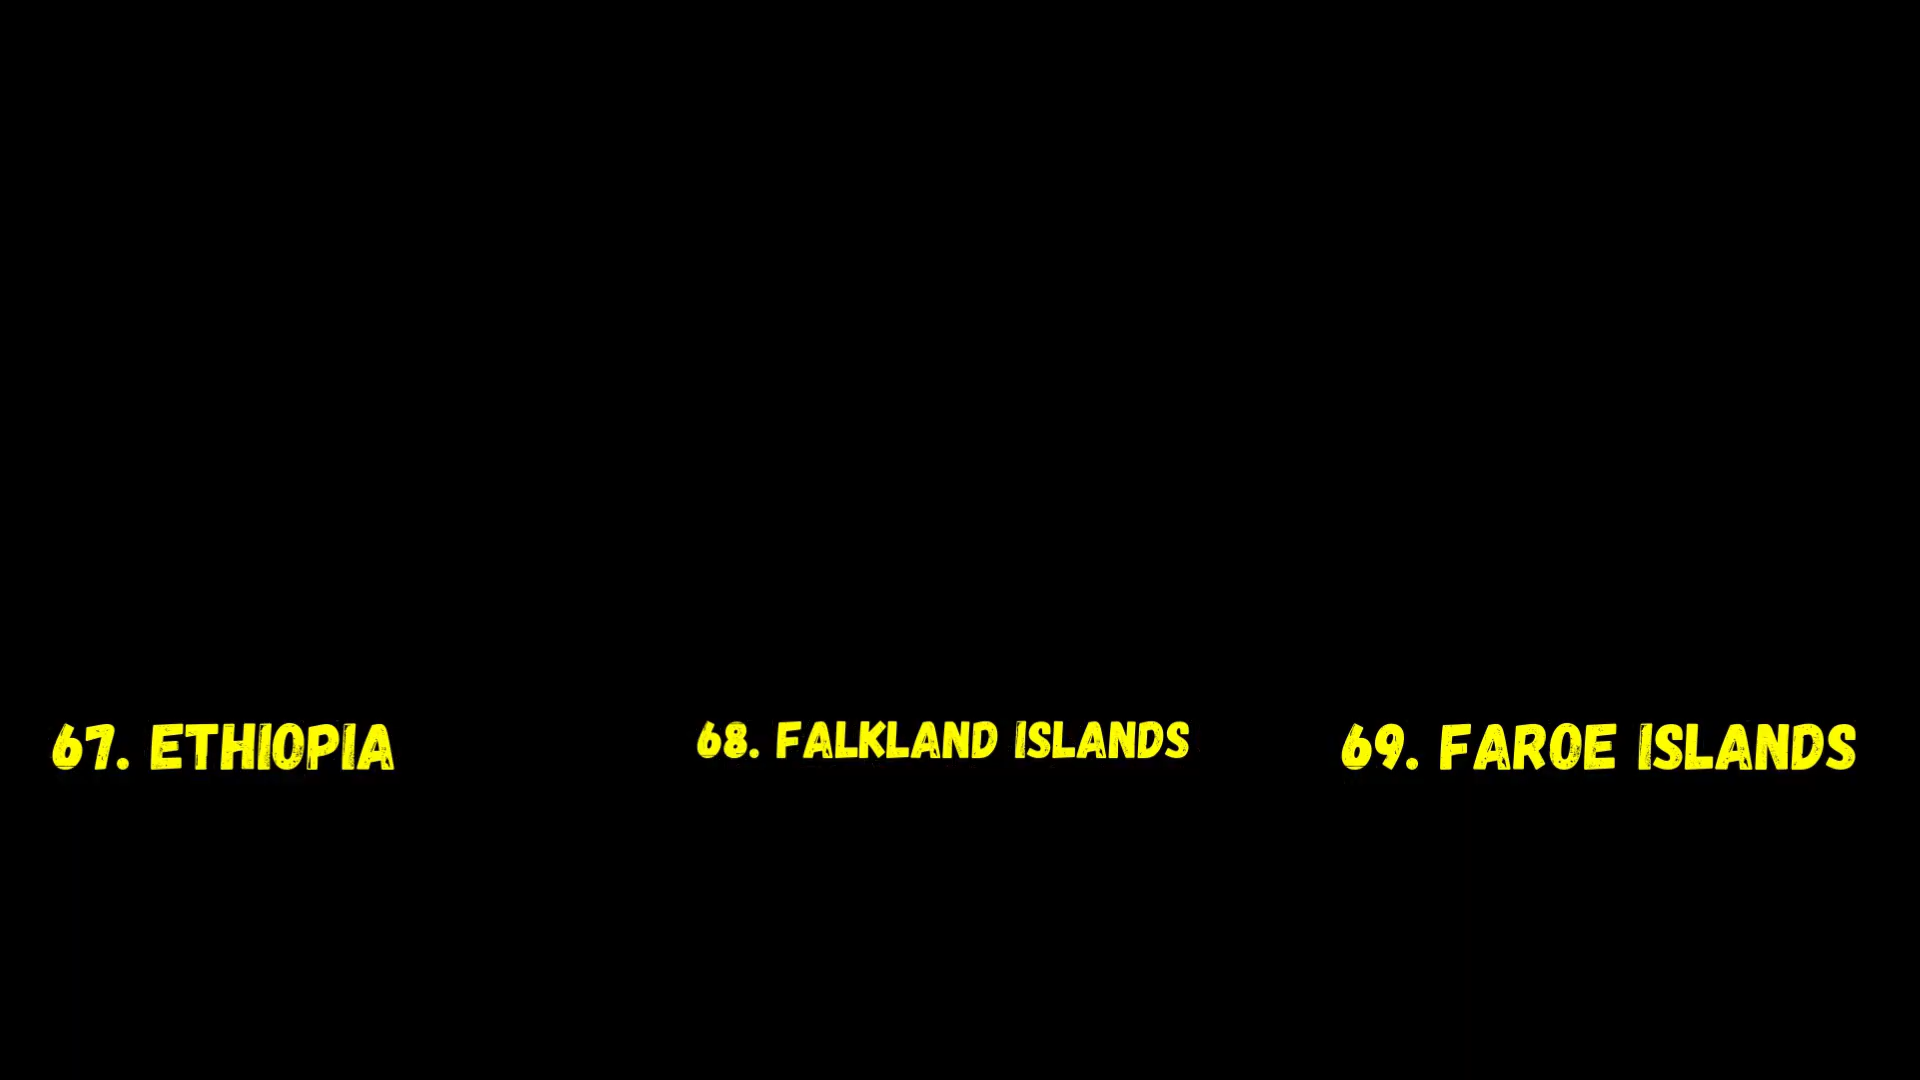 67. ETHIOPIA
68. FALKLAND ISLANDS
69. FAROE ISLANDS